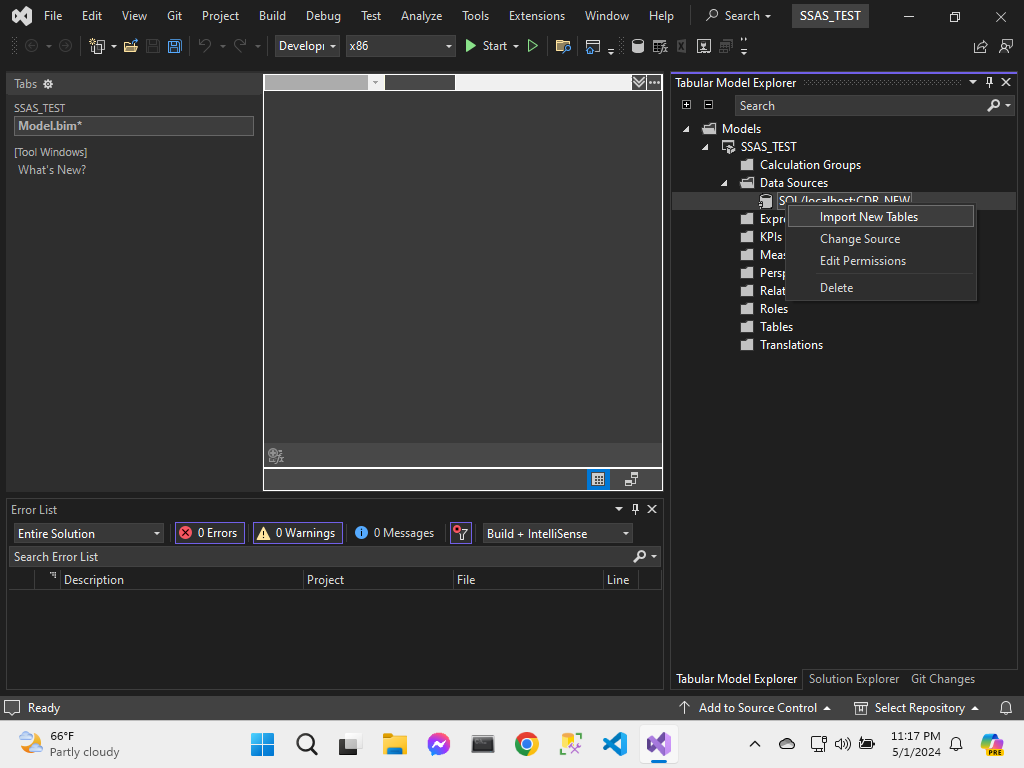 File Edit View Git Project Build Debug Test Analyze Tools Extensions Window Help Search SSAS_TEST
Developr x86 Start
Tabs
SSAS_TEST
Model.bim*
[Tool Windows]
What's New?
Tabular Model Explorer
Search
Models
SSAS_TEST
Calculation Groups
Data Sources
SQL/localhost;CDR_NEW
Import New Tables
Change Source
Edit Permissions
Delete
Expr
KPIs
Meas
Persp
Relat
Roles
Tables
Translations
Error List
Entire Solution 0 Errors 0 Warnings 0 Messages Build + IntelliSense
Search Error List
Description Project File Line
Tabular Model Explorer Solution Explorer Git Changes
Ready Add to Source Control Select Repository
66°F
Partly cloudy
11:17 PM
5/1/2024
PRE